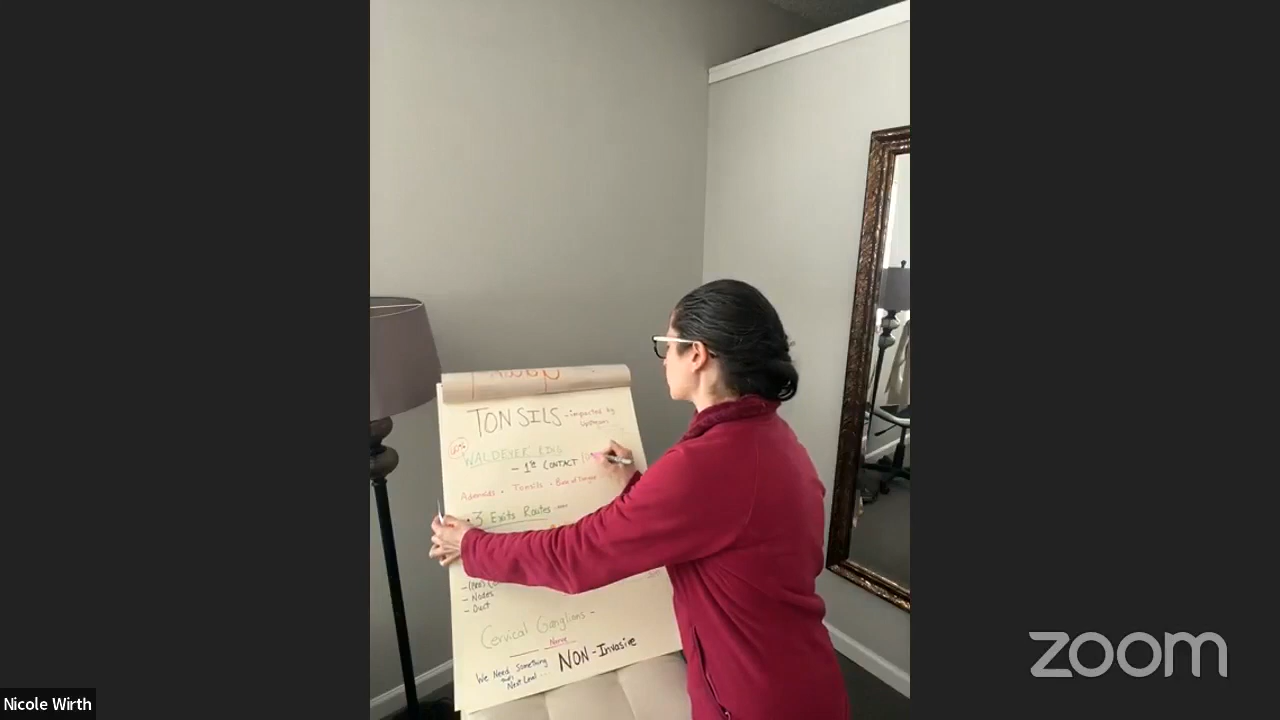 TONSILS - impacted by
WALDEYER RING
- 1st CONTACT
Adenoids · Tonsils · Base of Tongue
3 Exits Routes
- Nodes
- Duct
Cervical Ganglions -
Nerve
We Need Something NON-Invasive
Next Level
Nicole Wirth
zoom